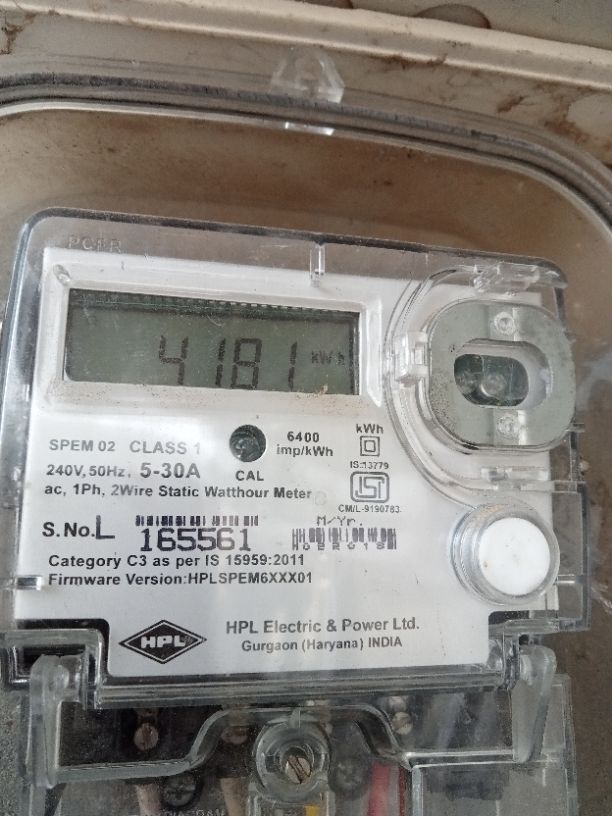 4181 kWh
SPEM 02 CLASS 1
6400
imp/kWh
kWh
240V, 50Hz, 5-30A
CAL
IS:13779
ac, 1Ph, 2Wire Static Watthour Meter
CM/L-9190783
M/Yr.
S.No.L 165561
Category C3 as per IS 15959:2011
Firmware Version:HPLSPEM6XXX01
HPL
HPL Electric & Power Ltd.
Gurgaon (Haryana) INDIA